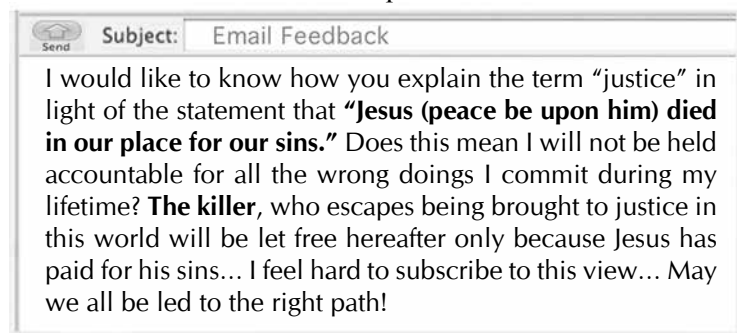 Send Subject: Email Feedback
I would like to know how you explain the term “justice” in
light of the statement that “Jesus (peace be upon him) died
in our place for our sins.” Does this mean I will not be held
accountable for all the wrong doings I commit during my
lifetime? The killer, who escapes being brought to justice in
this world will be let free hereafter only because Jesus has
paid for his sins... I feel hard to subscribe to this view... May
we all be led to the right path!